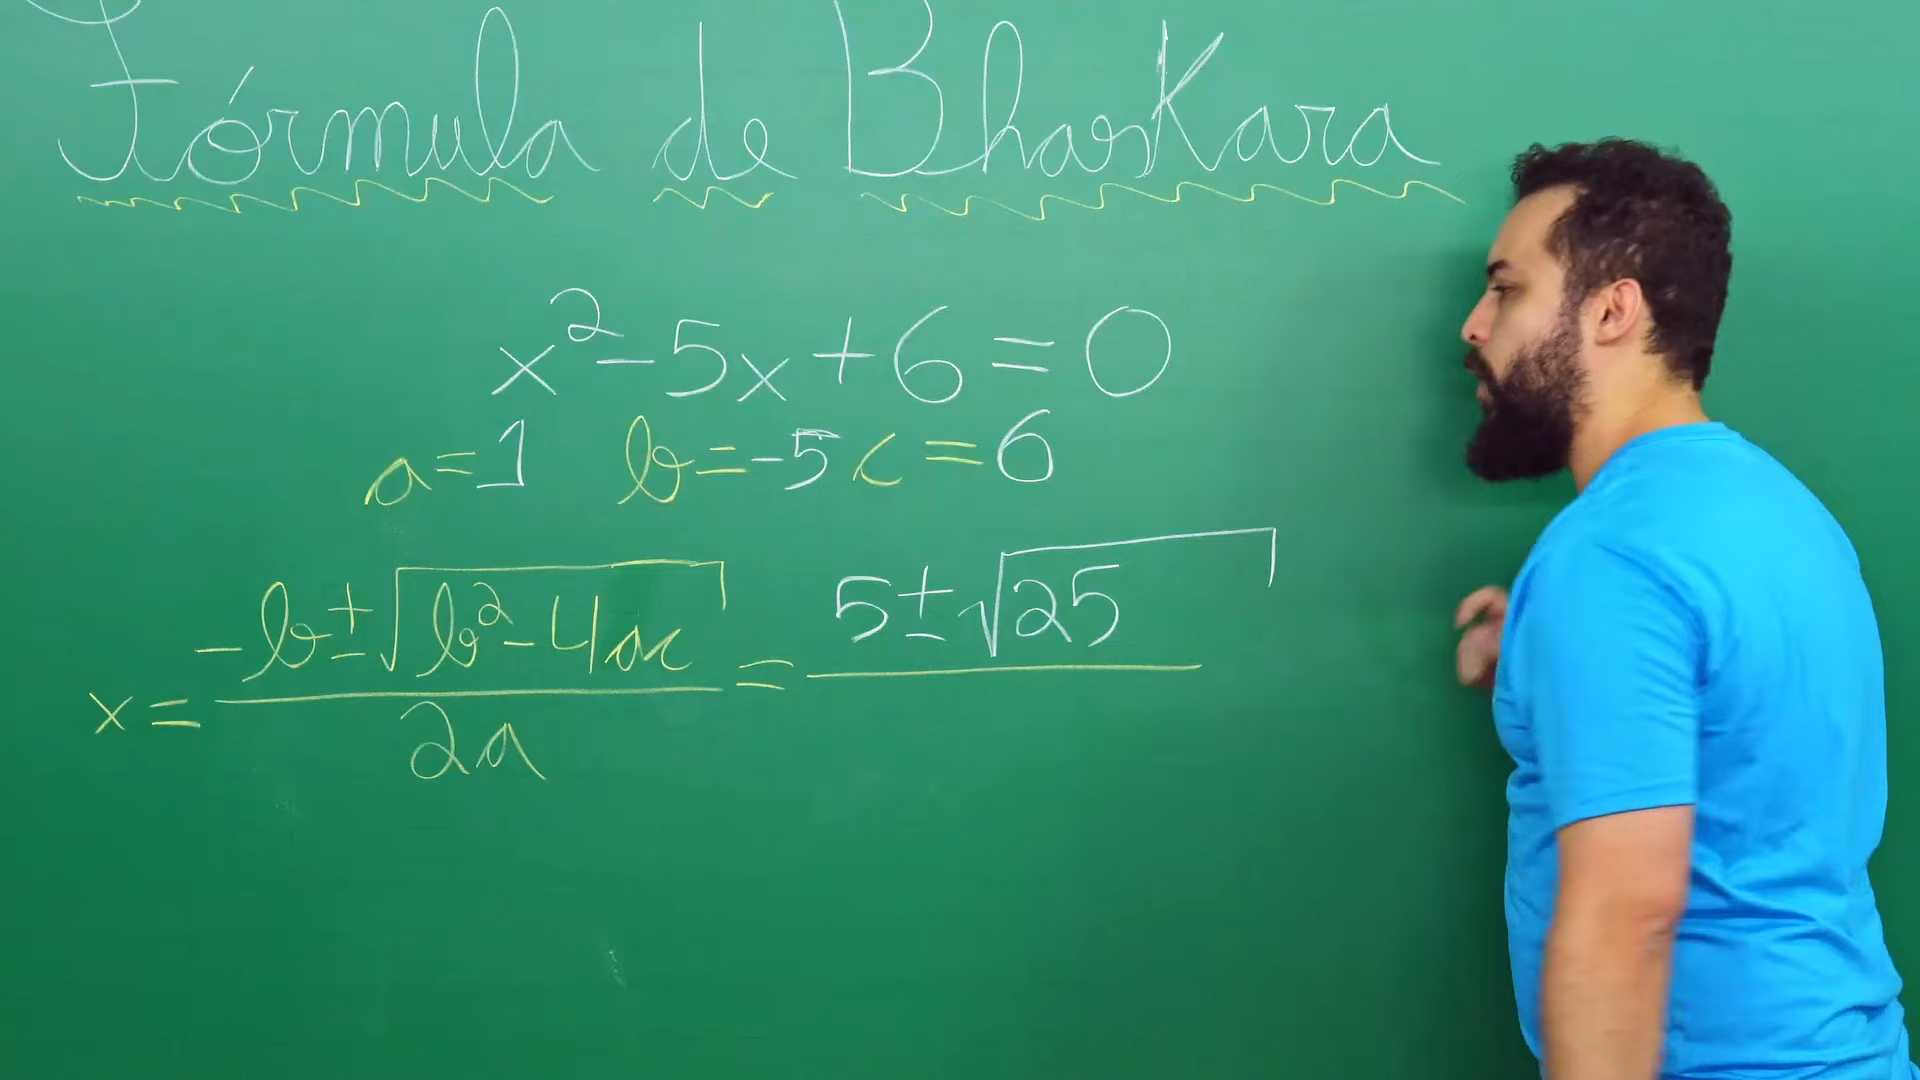 Fórmula de Bhaskara
x² - 5x + 6 = 0
a = 1 b = -5 c = 6
x = (-b ± √(b² - 4ac)) / 2a = 5 ± √25